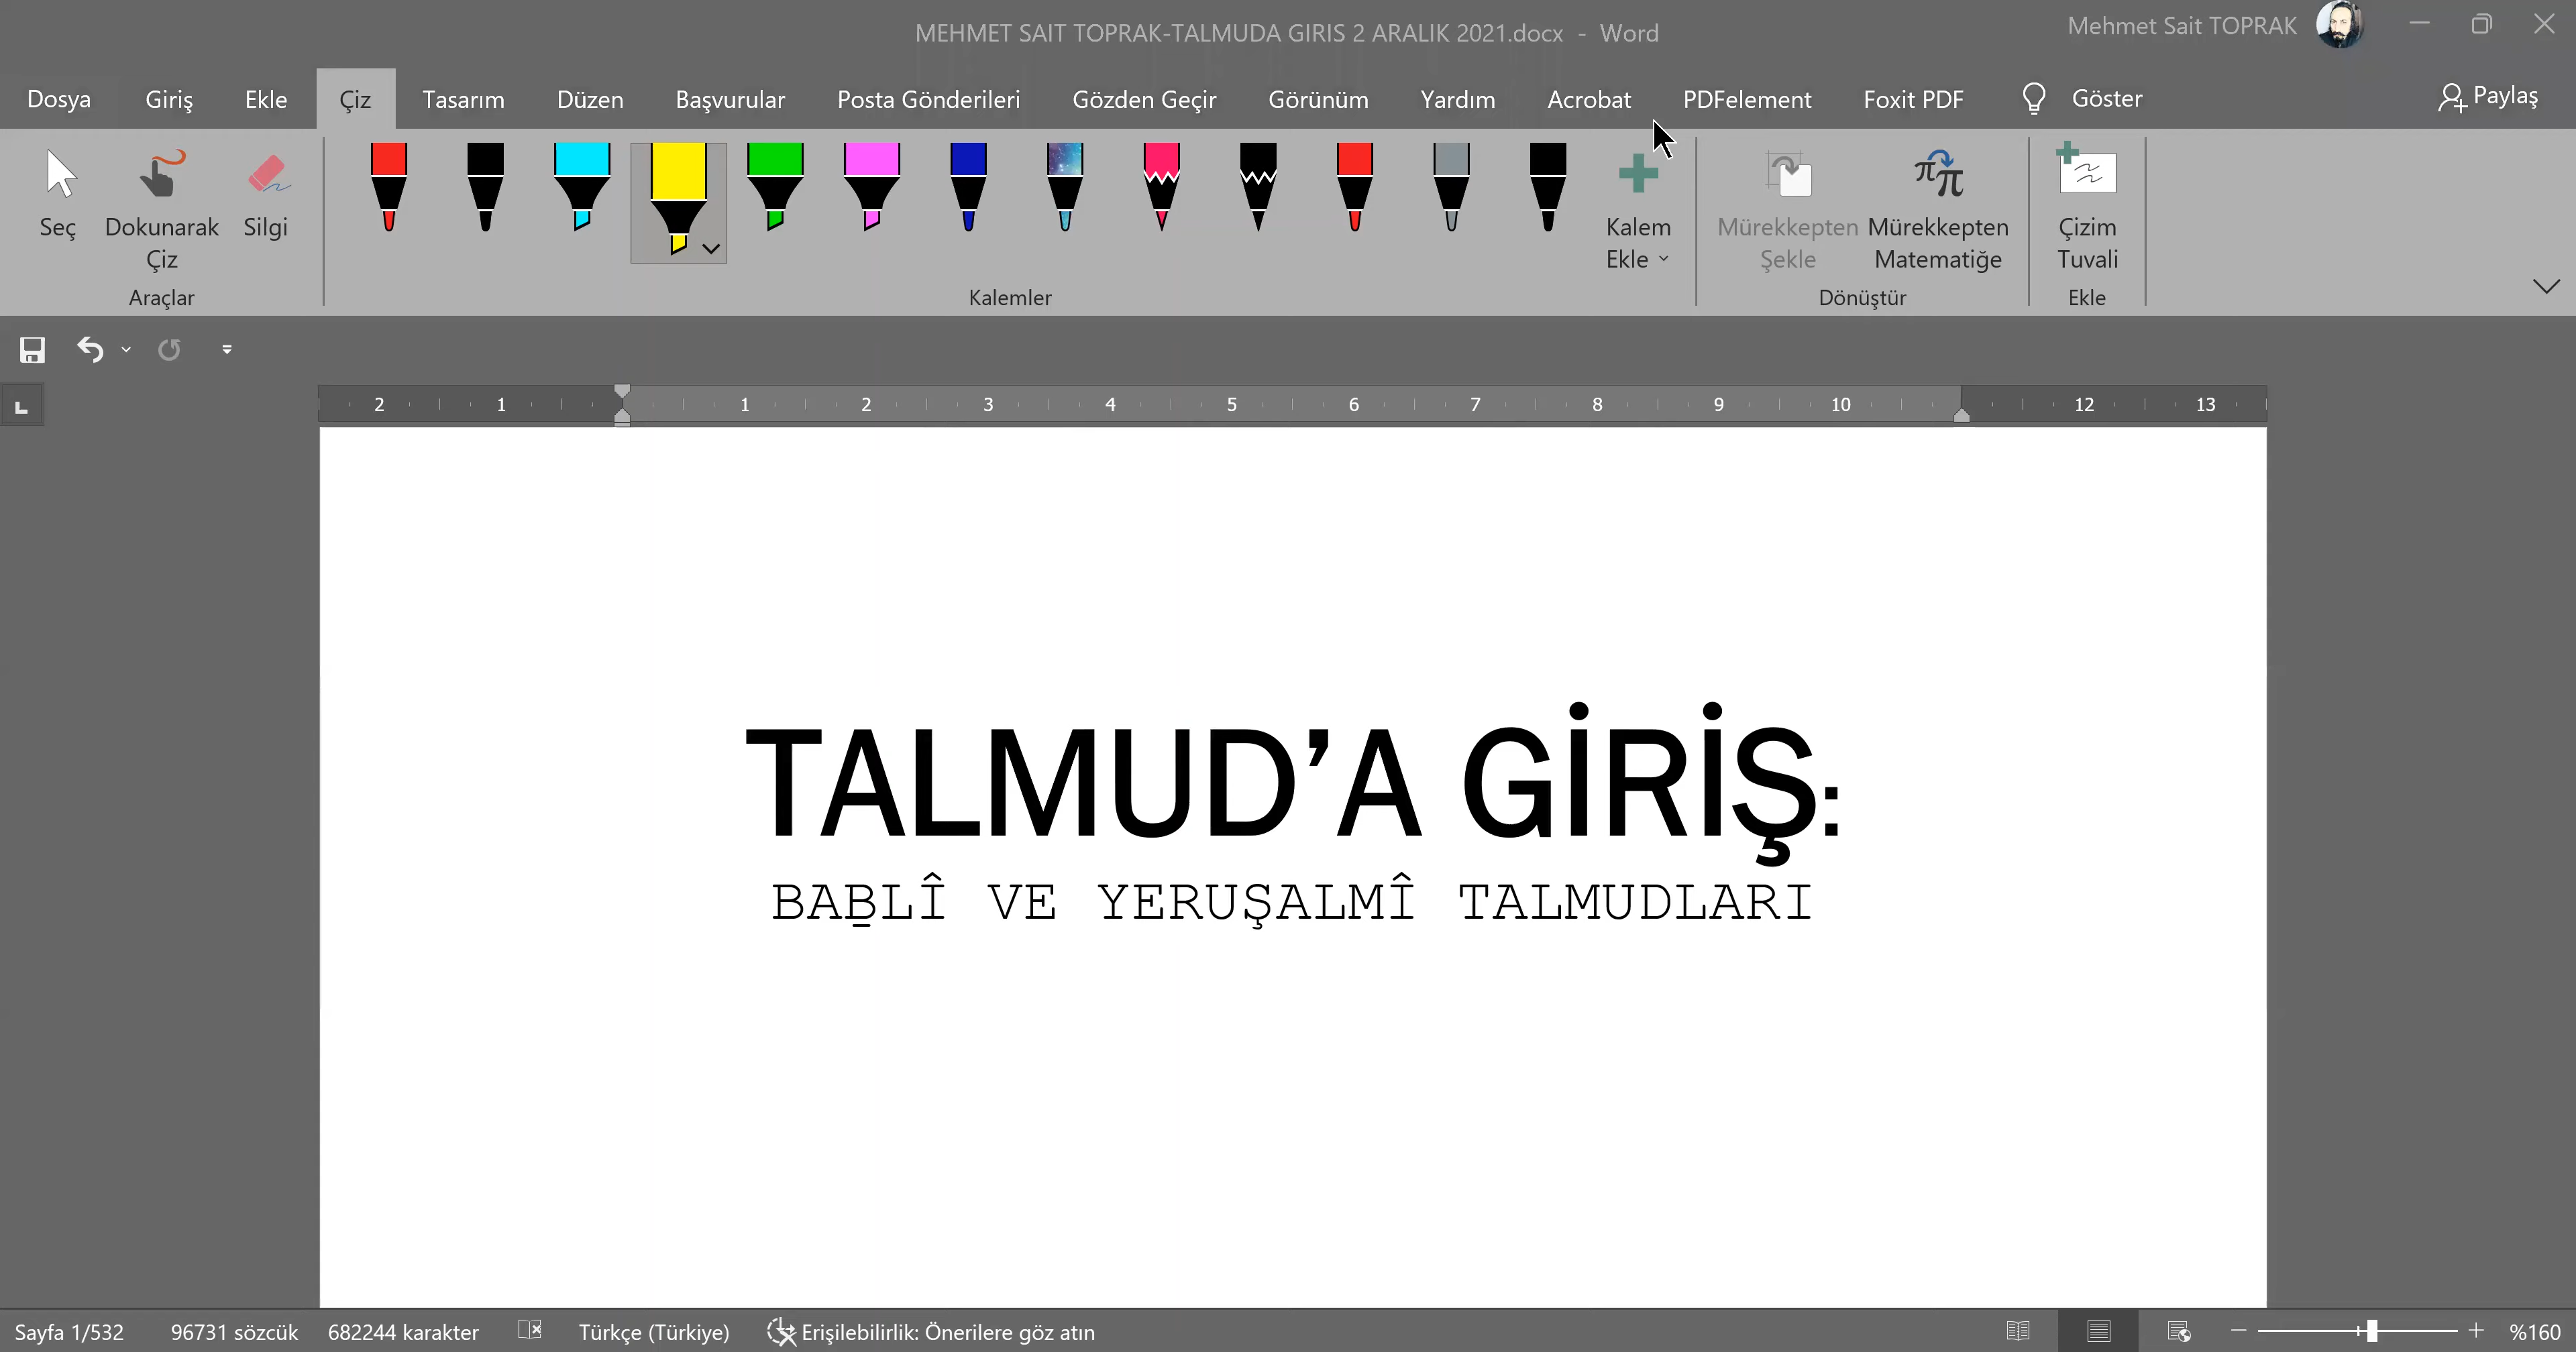 MEHMET SAIT TOPRAK-TALMUDA GIRIS 2 ARALIK 2021.docx - Word
Mehmet Sait TOPRAK
Dosya Giriş Ekle Çiz Tasarım Düzen Başvurular Posta Gönderileri Gözden Geçir Görünüm Yardım Acrobat PDFelement Foxit PDF Göster Paylaş
Seç Dokunarak Silgi Kalem Mürekkepten Mürekkepten Çizim
Çiz Ekle Şekle Matematiğe Tuvali
Araçlar Kalemler Dönüştür Ekle
2 1 1 2 3 4 5 6 7 8 9 10 12 13
TALMUD’A GİRİŞ:
BAḆLÎ VE YERUŞALMÎ TALMUDLARI
Sayfa 1/532 96731 sözcük 682244 karakter Türkçe (Türkiye) Erişilebilirlik: Önerilere göz atın %160